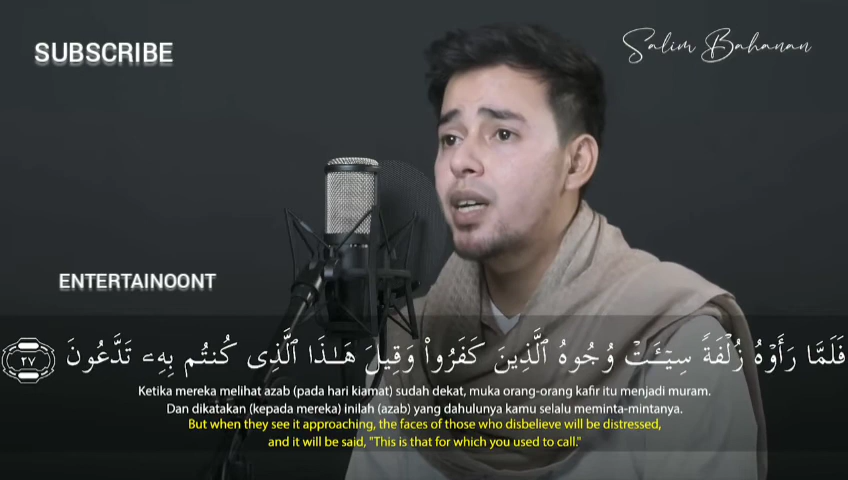 SUBSCRIBE
Salim Bahanan
ENTERTAINOONT
فَلَمَّا رَأَوْهُ زُلْفَةً سِيٓـَٔتْ وُجُوهُ ٱلَّذِينَ كَفَرُوا۟ وَقِيلَ هَـٰذَا ٱلَّذِى كُنتُم بِهِۦ تَدَّعُونَ ٢٧
Ketika mereka melihat azab (pada hari kiamat) sudah dekat, muka orang-orang kafir itu menjadi muram.
Dan dikatakan (kepada mereka) inilah (azab) yang dahulunya kamu selalu meminta-mintanya.
But when they see it approaching, the faces of those who disbelieve will be distressed,
and it will be said, "This is that for which you used to call."